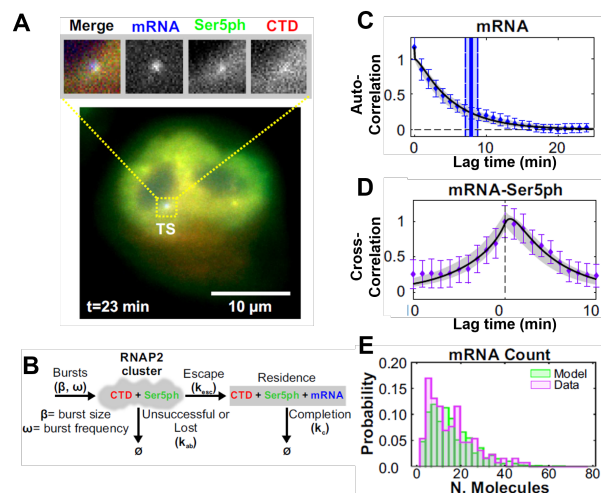 A
Merge mRNA Ser5ph CTD
TS
t=23 min
10 µm
B
Bursts
(β, ω)
RNAP2
cluster
CTD + Ser5ph
Escape
(kesc)
Residence
CTD + Ser5ph + mRNA
β= burst size
ω= burst frequency
Unsuccessful or
Lost
(kab)
Completion
(kc)
ø
ø
C
mRNA
Auto-
Correlation
1
0.5
0
0 10 20
Lag time (min)
D
mRNA-Ser5ph
Cross-
Correlation
1
0.5
0
10 0 10
Lag time (min)
E
mRNA Count
Probability
0.20
0.15
0.10
0.05
0
Model
Data
0 20 40 60 80
N. Molecules